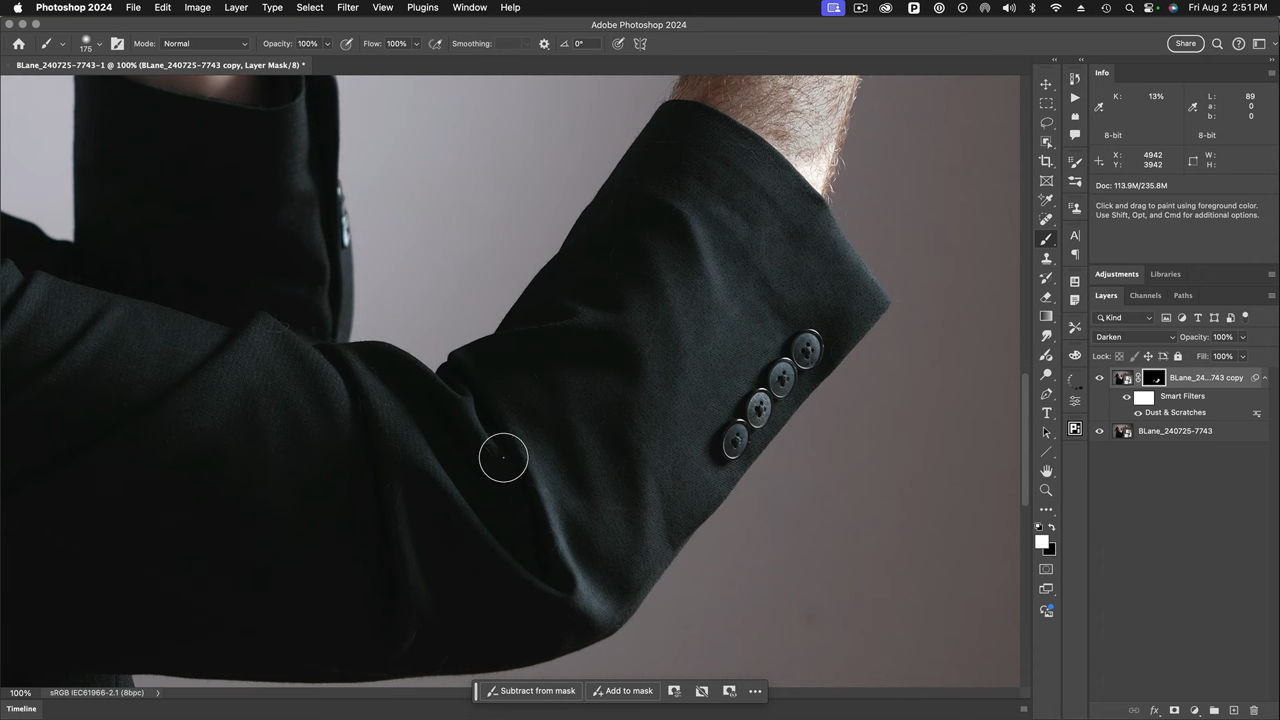 Photoshop 2024 File Edit Image Layer Type Select Filter View Plugins Window Help Fri Aug 2 2:51 PM
Adobe Photoshop 2024
175 Mode: Normal Opacity: 100% Flow: 100% Smoothing: 0° Share
BLane_240725-7743-1 @ 100% (BLane_240725-7743 copy, Layer Mask/8) *
Info
K: 13% L: 89
a: 0
b: 0
8-bit 8-bit
X: 4942 W:
Y: 3942 H:
Doc: 113.9M/235.8M
Click and drag to paint using foreground color.
Use Shift, Opt, and Cmd for additional options.
Adjustments Libraries
Layers Channels Paths
Kind
Darken Opacity: 100%
Lock: Fill: 100%
BLane_24...743 copy
Smart Filters
Dust & Scratches
BLane_240725-7743
Subtract from mask Add to mask
100% sRGB IEC61966-2.1 (8bpc)
Timeline